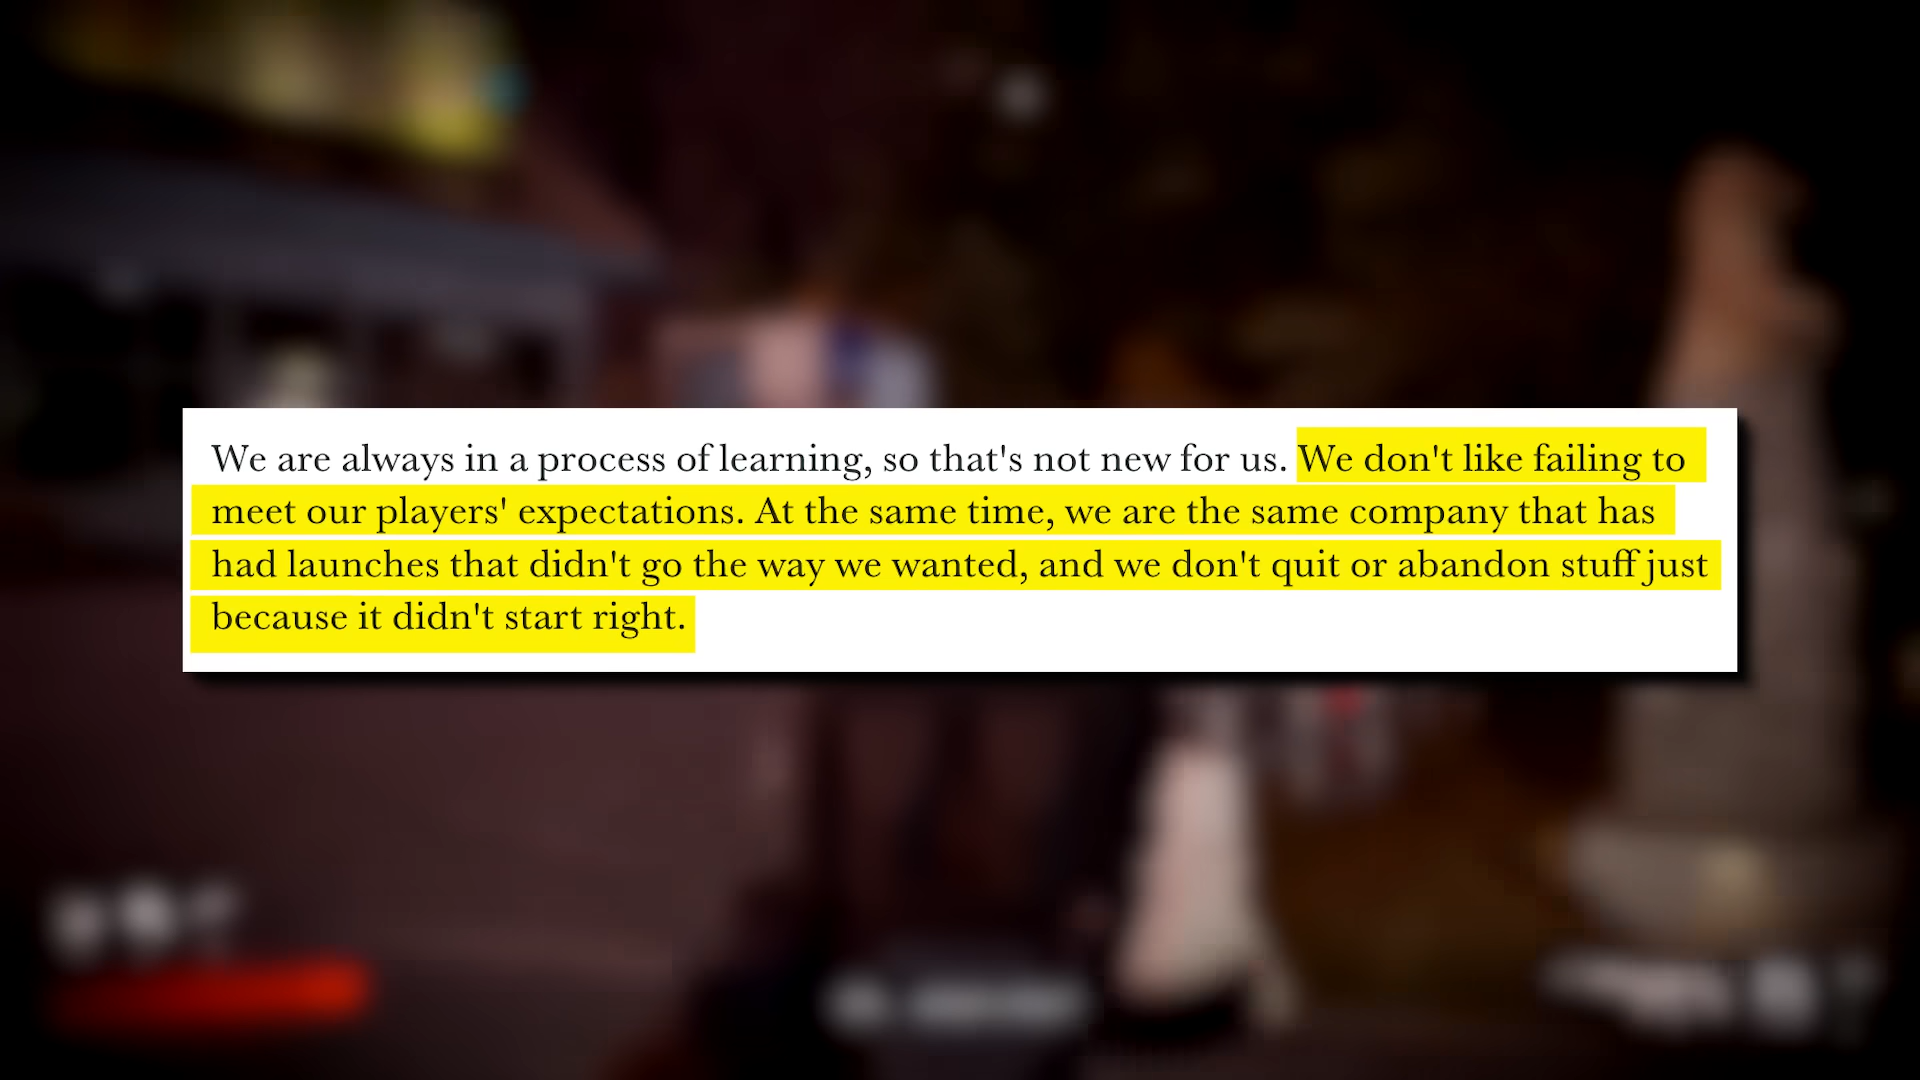 We are always in a process of learning, so that's not new for us. We don't like failing to
meet our players' expectations. At the same time, we are the same company that has
had launches that didn't go the way we wanted, and we don't quit or abandon stuff just
because it didn't start right.